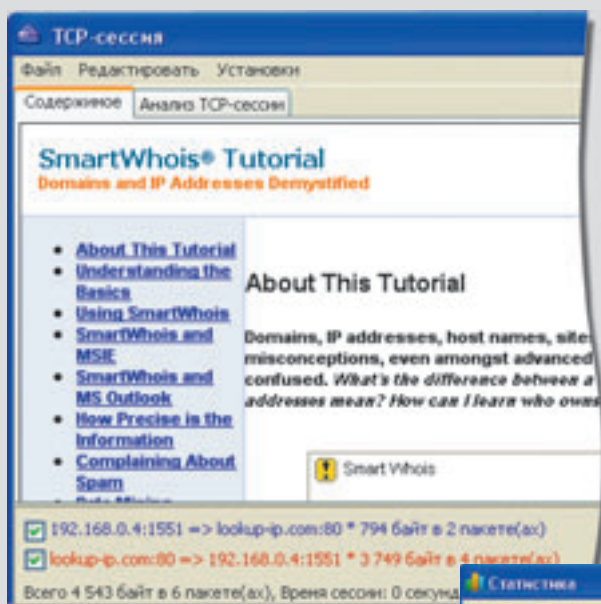 TCP-сессия
Файл Редактировать Установки
Содержимое Анализ TCP-сессии
SmartWhois® Tutorial
Domains and IP Addresses Demystified
About This Tutorial
Understanding the
Basics
Using SmartWhois
SmartWhois and
MSIE
SmartWhois and
MS Outlook
How Precise is the
Information
Complaining About
Spam
About This Tutorial
Domains, IP addresses, host names, sites
misconceptions, even amongst advanced
confused. What's the difference between a
addresses mean? How can I learn who owns
Smart Whois
192.168.0.4:1551 => lookup-ip.com:80 * 794 байт в 2 пакете(ах)
lookup-ip.com:80 => 192.168.0.4:1551 * 3 749 байт в 4 пакете(ах)
Всего 4 543 байт в 6 пакете(ах), Время сессии: 0 секунд
Статистика